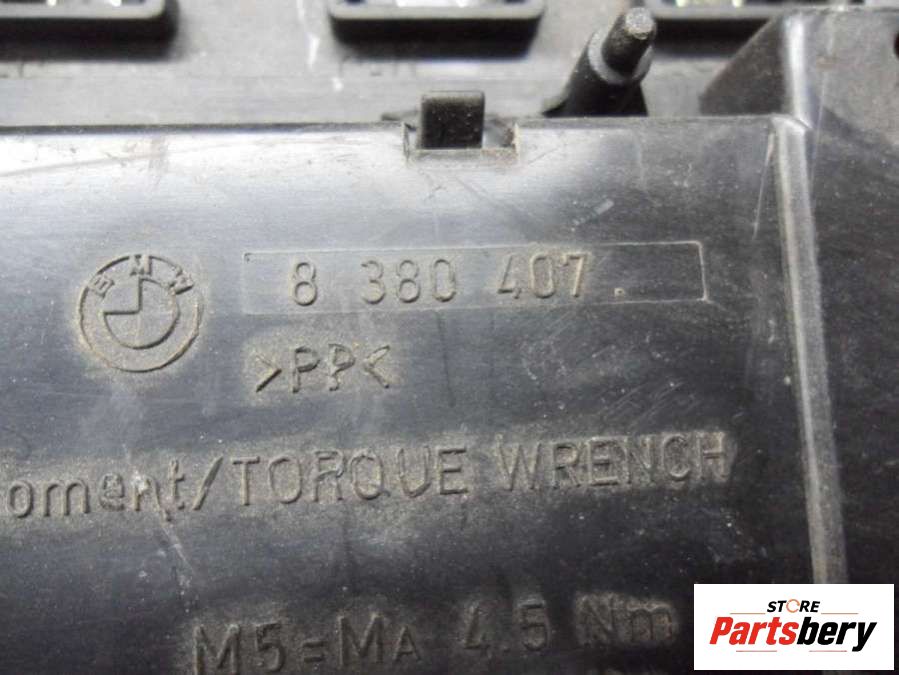 BMW
8 380 407
>PP<
oment/TORQUE WRENCH
M5=MA 4,5 Nm
STORE
Partsbery